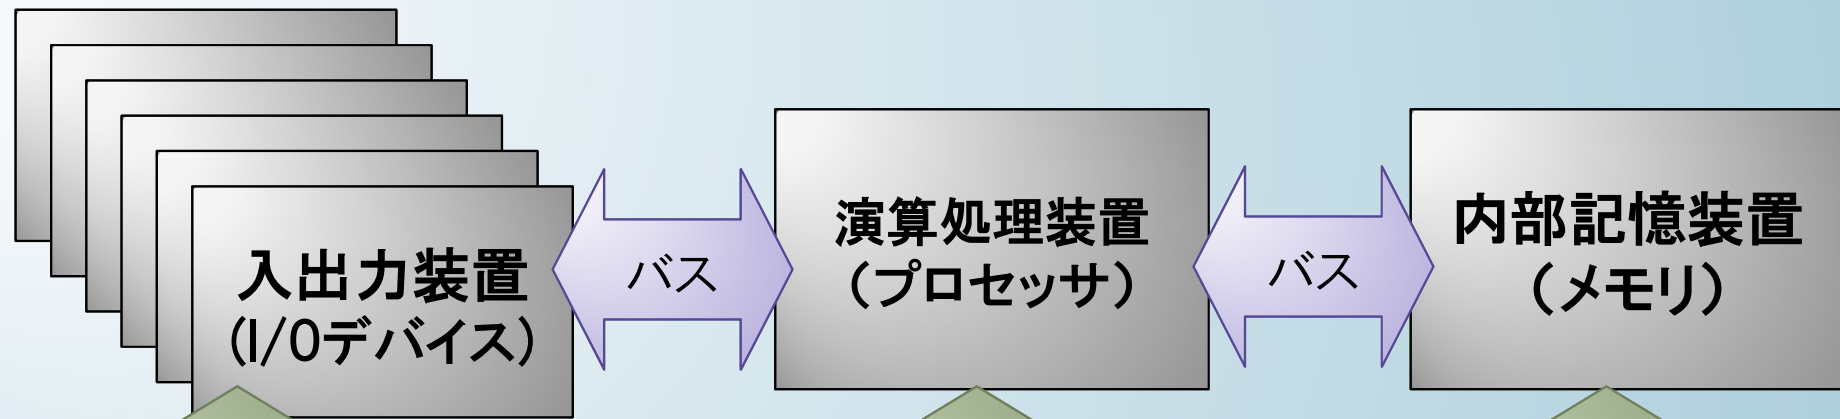 入出力装置
(I/Oデバイス)
バス
演算処理装置
(プロセッサ)
バス
内部記憶装置
(メモリ)